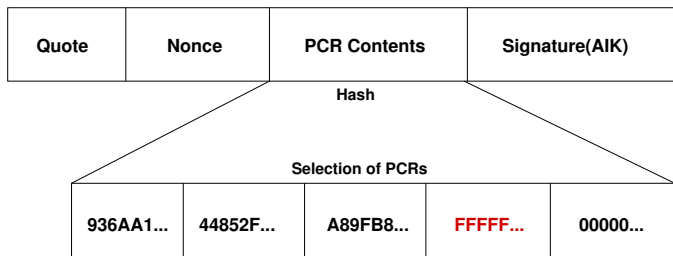 Quote Nonce PCR Contents Signature(AIK)
Hash
Selection of PCRs
936AA1... 44852F... A89FB8... FFFFF... 00000...